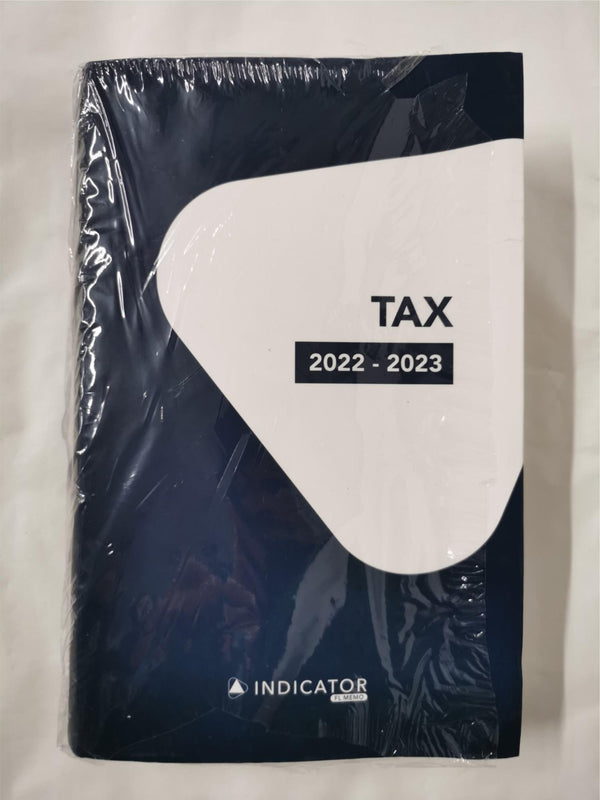 TAX
2022 - 2023
INDICATOR
FL MEMO